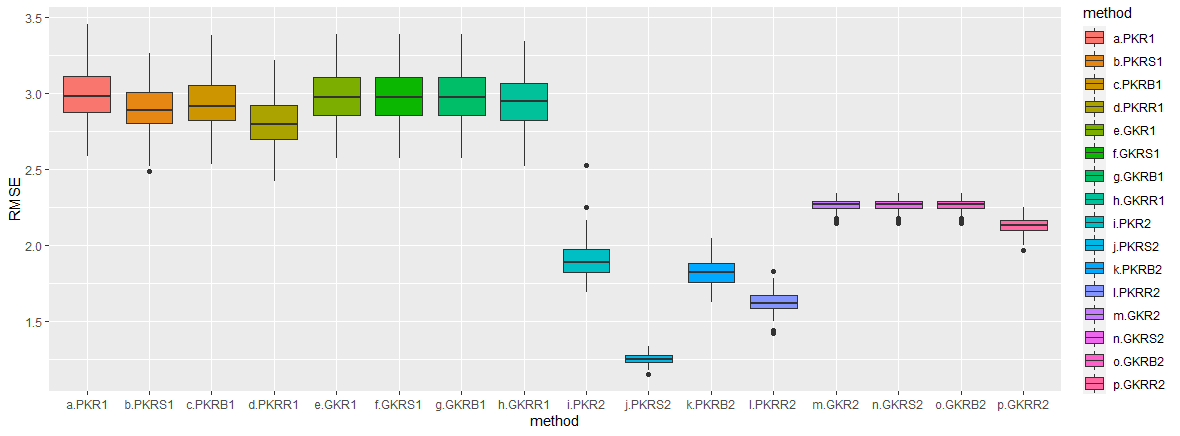 3.5
3.0
2.5
2.0
1.5
RMSE
a.PKR1 b.PKRS1 c.PKRB1 d.PKRR1 e.GKR1 f.GKRS1 g.GKRB1 h.GKRR1 i.PKR2 j.PKRS2 k.PKRB2 l.PKRR2 m.GKR2 n.GKRS2 o.GKRB2 p.GKRR2
method
method
a.PKR1
b.PKRS1
c.PKRB1
d.PKRR1
e.GKR1
f.GKRS1
g.GKRB1
h.GKRR1
i.PKR2
j.PKRS2
k.PKRB2
l.PKRR2
m.GKR2
n.GKRS2
o.GKRB2
p.GKRR2